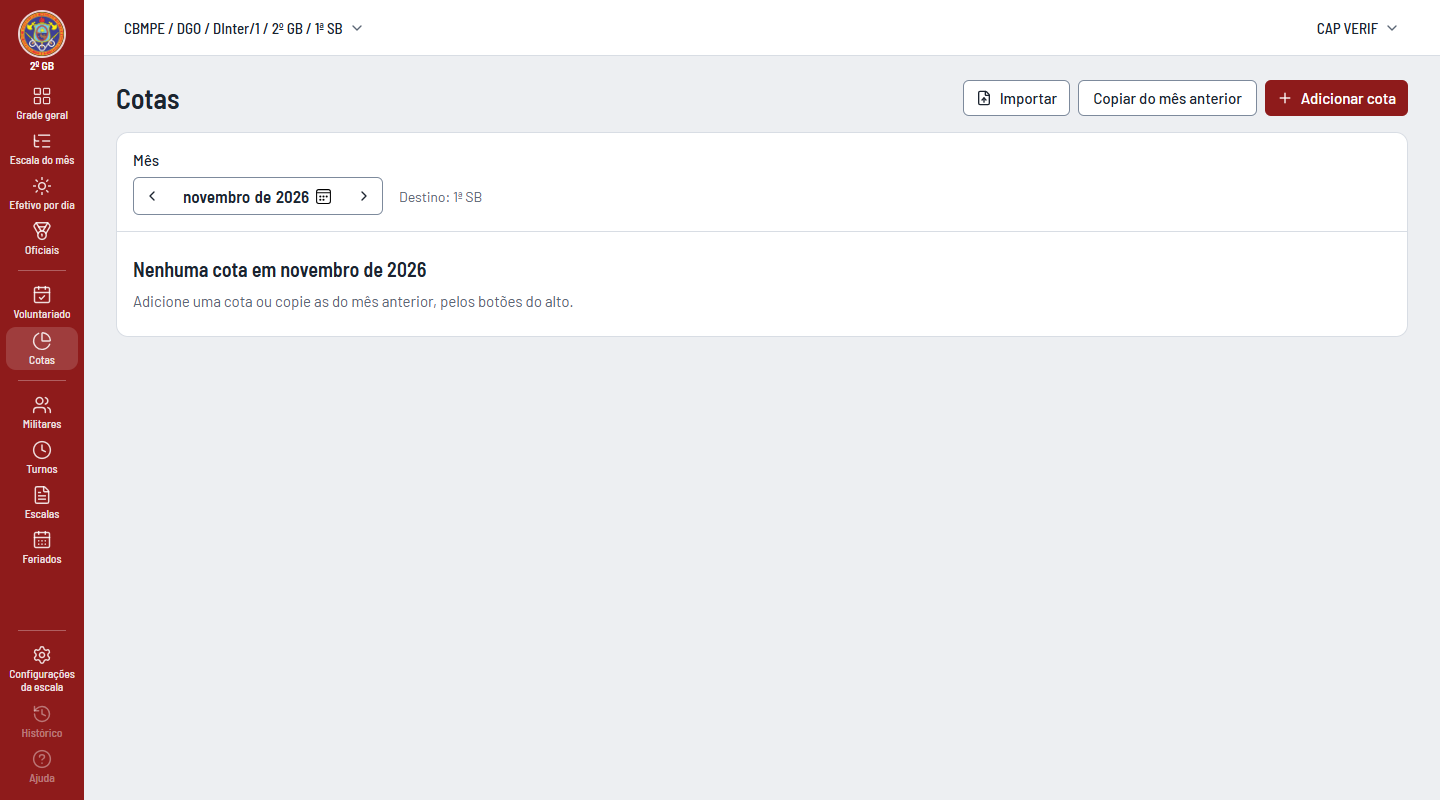 2º GB
Grade geral
Escala do mês
Efetivo por dia
Oficiais
Voluntariado
Cotas
Militares
Turnos
Escalas
Feriados
Configurações
da escala
Histórico
Ajuda
CBMPE / DGO / DInter/1 / 2º GB / 1ª SB
CAP VERIF
Cotas
Importar
Copiar do mês anterior
Adicionar cota
Mês
novembro de 2026
Destino: 1ª SB
Nenhuma cota em novembro de 2026
Adicione uma cota ou copie as do mês anterior, pelos botões do alto.